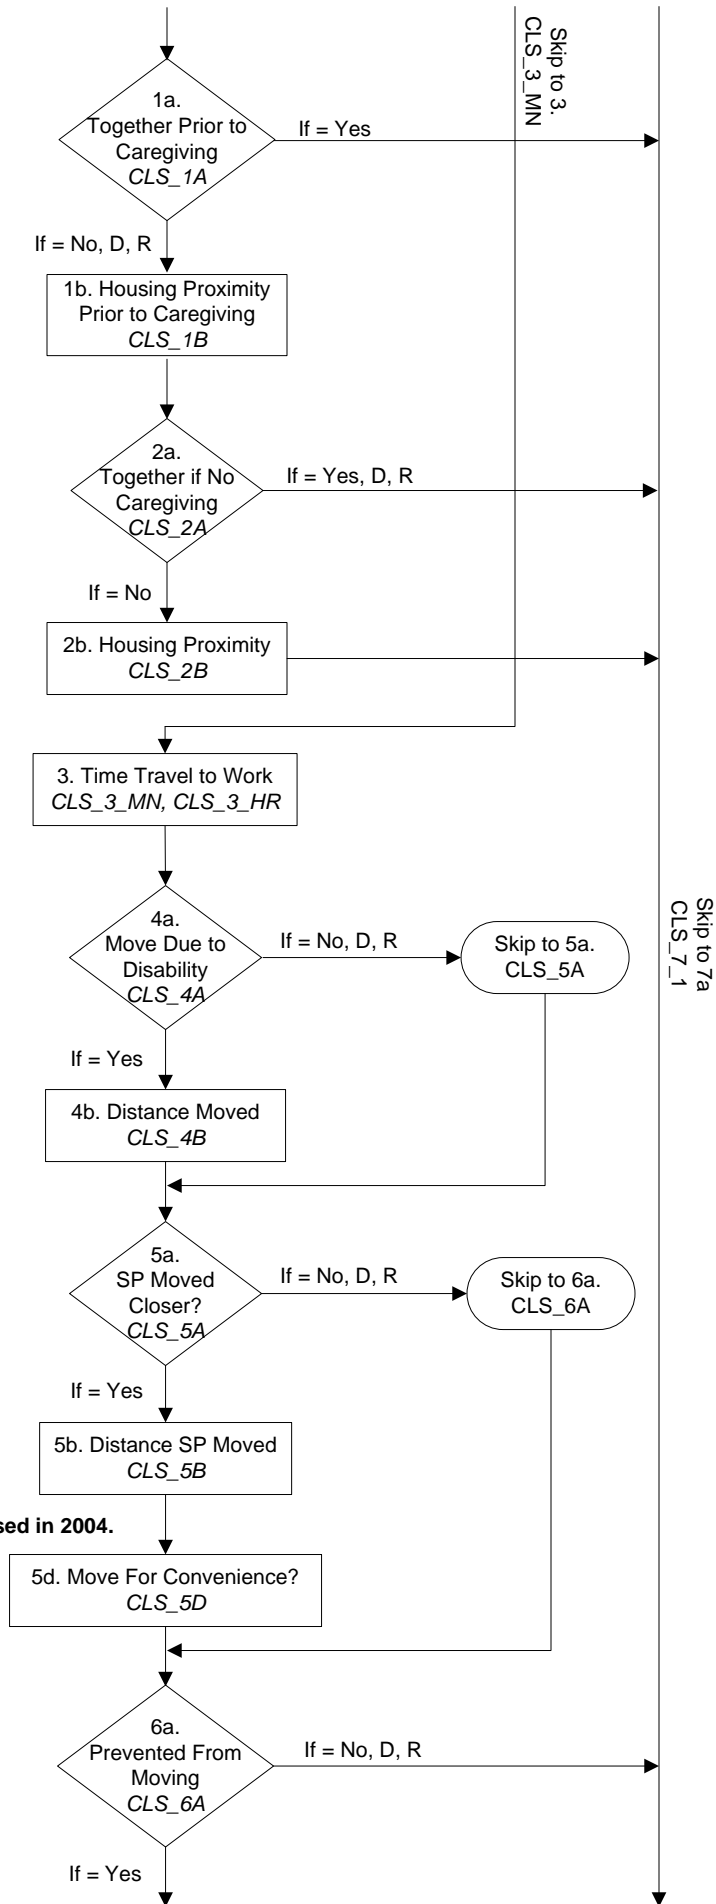 Skip to 3.
CLS_3_MN
1a.
Together Prior to
Caregiving
CLS_1A
If = Yes
If = No, D, R
1b. Housing Proximity
Prior to Caregiving
CLS_1B
2a.
Together if No
Caregiving
CLS_2A
If = Yes, D, R
If = No
2b. Housing Proximity
CLS_2B
3. Time Travel to Work
CLS_3_MN, CLS_3_HR
Skip to 7a
CLS_7_1
4a.
Move Due to
Disability
CLS_4A
If = No, D, R
Skip to 5a.
CLS_5A
If = Yes
4b. Distance Moved
CLS_4B
5a.
SP Moved
Closer?
CLS_5A
If = No, D, R
Skip to 6a.
CLS_6A
If = Yes
5b. Distance SP Moved
CLS_5B
sed in 2004.
5d. Move For Convenience?
CLS_5D
6a.
Prevented From
Moving
CLS_6A
If = No, D, R
If = Yes